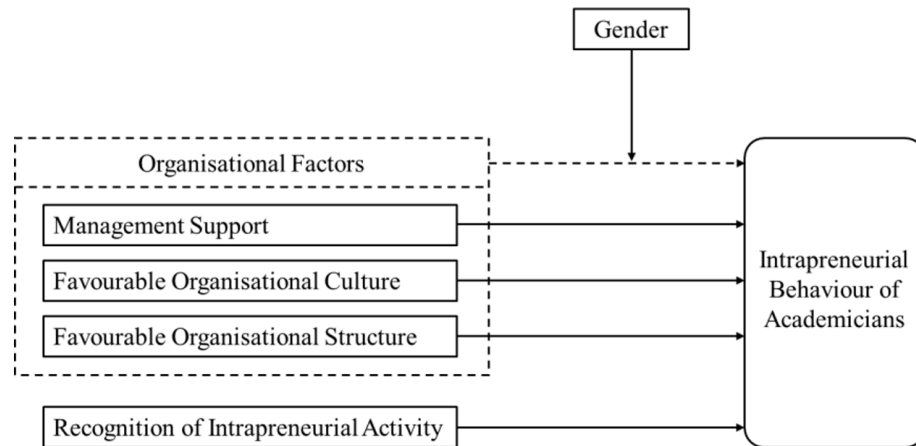 Gender
Organisational Factors
Management Support
Favourable Organisational Culture
Favourable Organisational Structure
Recognition of Intrapreneurial Activity
Intrapreneurial
Behaviour of
Academicians